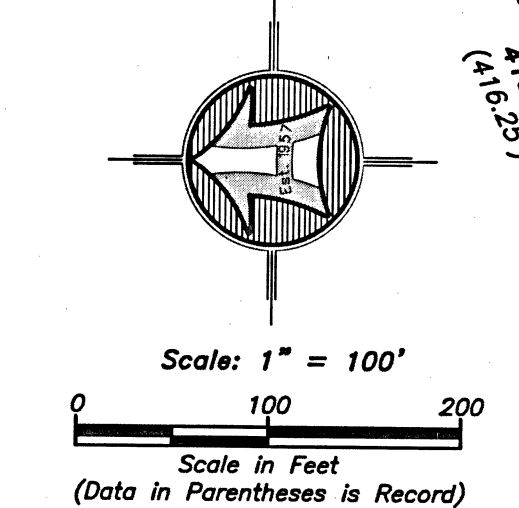 (416.25')
Est. 1957
Scale: 1" = 100'
0 100 200
Scale in Feet
(Data in Parentheses is Record)